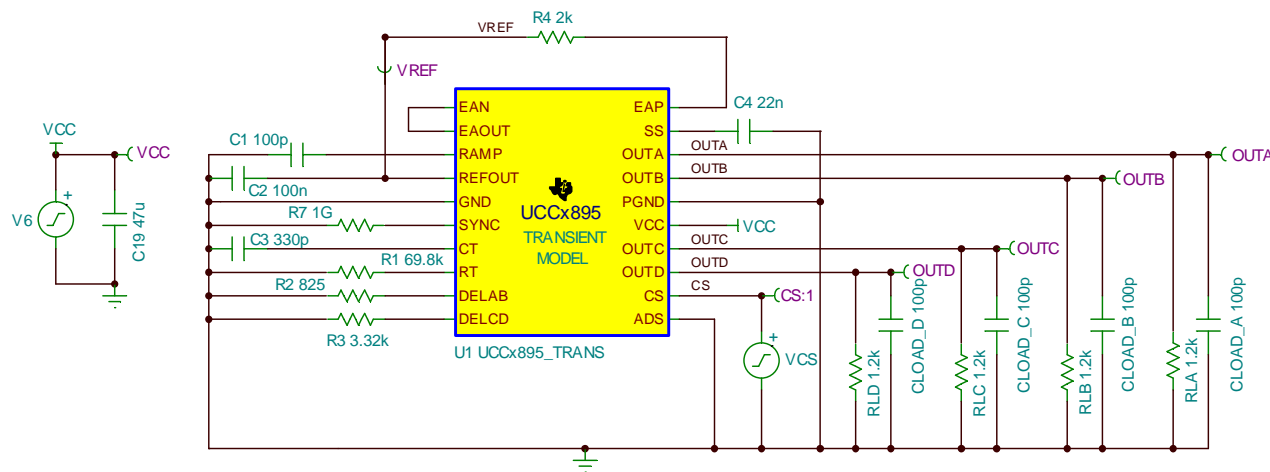 R4 2k
VREF
VREF
EAN
EAOUT
RAMP
REFOUT
GND
SYNC
CT
RT
DELAB
DELCD
EAP
SS
OUTA
OUTB
PGND
VCC
OUTC
OUTD
CS
ADS
UCCx895
TRANSIENT
MODEL
U1 UCCx895_TRANS
C1 100p
C2 100n
R7 1G
C3 330p
R1 69.8k
R2 825
R3 3.32k
VCC
VCC
V6
+
C19 47u
C4 22n
OUTA
OUTB
VCC
OUTC
OUTD
CS
OUTA
OUTB
OUTC
OUTD
CS:1
+
VCS
RLD 1.2k
CLOAD_D 100p
RLC 1.2k
CLOAD_C 100p
RLB 1.2k
CLOAD_B 100p
RLA 1.2k
CLOAD_A 100p